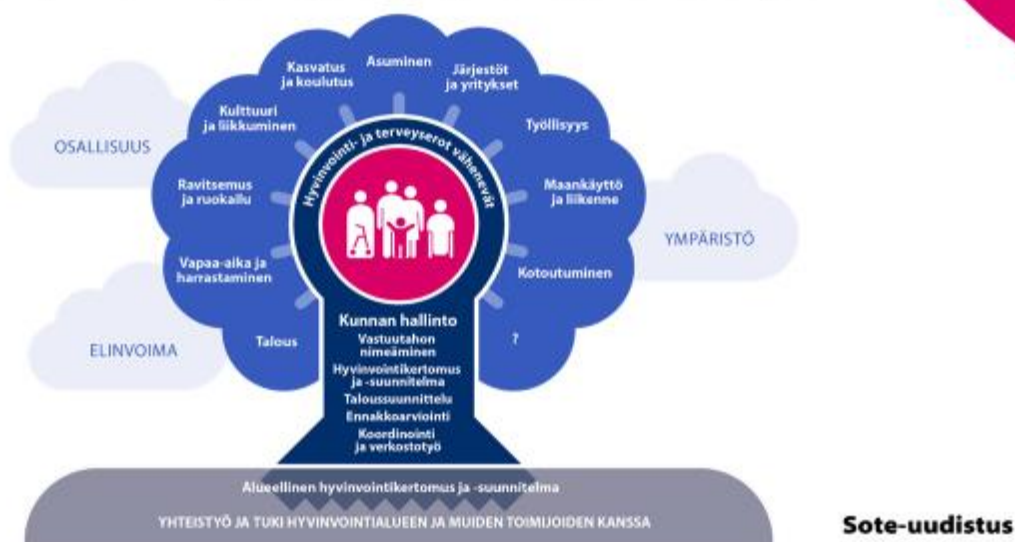 Asuminen
Kasvatus
ja koulutus
Järjestöt
ja yritykset
Kulttuuri
ja liikkuminen
Työllisyys
OSALLISUUS
Hyvinvointi- ja terveyserot vähenevät
Ravitsemus
ja ruokailu
Maankäyttö
ja liikenne
YMPÄRISTÖ
Vapaa-aika ja
harrastaminen
Kotoutuminen
ELINVOIMA
Talous
?
Kunnan hallinto
Vastuutahon
nimeäminen
Hyvinvointikertomus
ja -suunnitelma
Taloussuunnittelu
Ennakkoarviointi
Koordinointi
ja verkostotyö
Alueellinen hyvinvointikertomus ja -suunnitelma
YHTEISTYÖ JA TUKI HYVINVOINTIALUEEN JA MUIDEN TOIMIJOIDEN KANSSA
Sote-uudistus